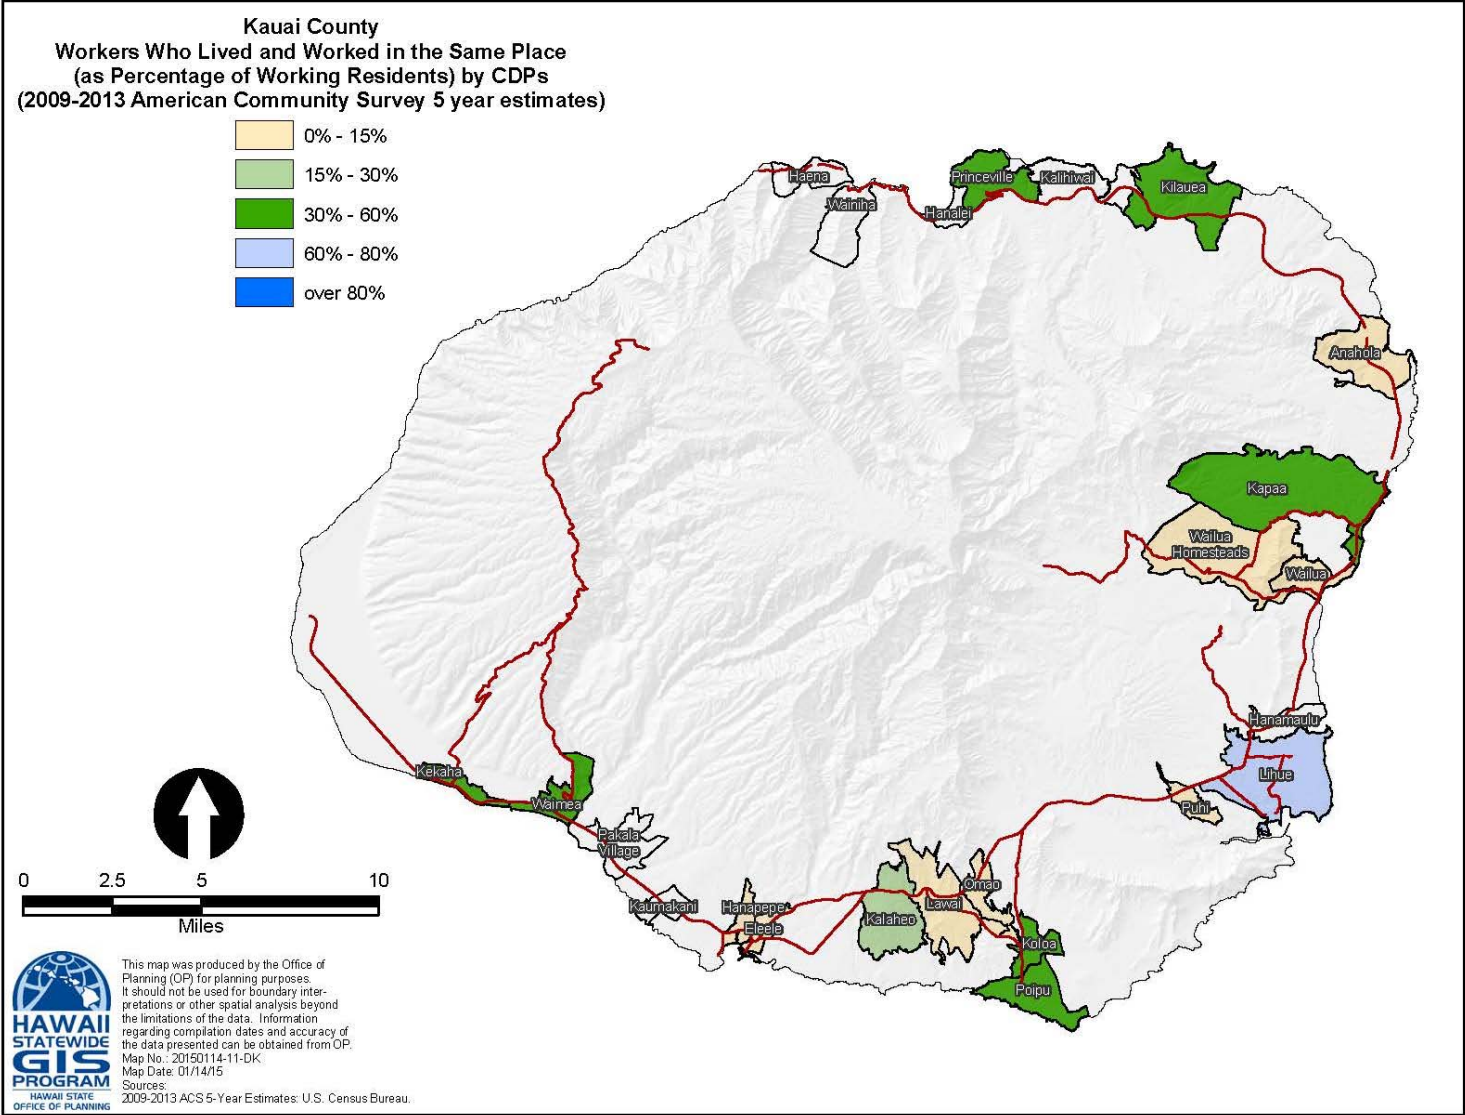 Kauai County
Workers Who Lived and Worked in the Same Place
(as Percentage of Working Residents) by CDPs
(2009-2013 American Community Survey 5 year estimates)
0% - 15%
15% - 30%
30% - 60%
60% - 80%
over 80%
Haena
Wainiha
Hanalei
Princeville
Kalihiwai
Kilauea
Anahola
Kapaa
Wailua
Homesteads
Wailua
Hanamaulu
Lihue
Puhi
Kekaha
Waimea
Pakala
Village
Kaumakani
Hanapepe
Eleele
Kalaheo
Lawai
Omao
Koloa
Poipu
0 2.5 5 10
Miles
HAWAII
STATEWIDE
GIS
PROGRAM
HAWAII STATE
OFFICE OF PLANNING
This map was produced by the Office of
Planning (OP) for planning purposes.
It should not be used for boundary inter-
pretations or other spatial analysis beyond
the limitations of the data. Information
regarding compilation dates and accuracy of
the data presented can be obtained from OP.
Map No.: 20150114-11-DK
Map Date: 01/14/15
Sources:
2009-2013 ACS 5-Year Estimates: U.S. Census Bureau.